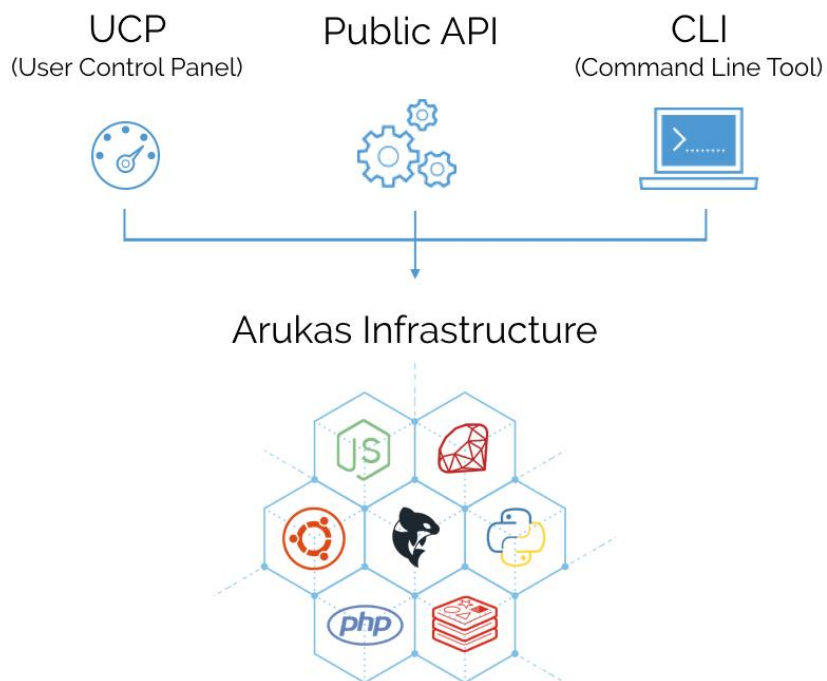 UCP
(User Control Panel)
Public API
CLI
(Command Line Tool)
Arukas Infrastructure
JS
php